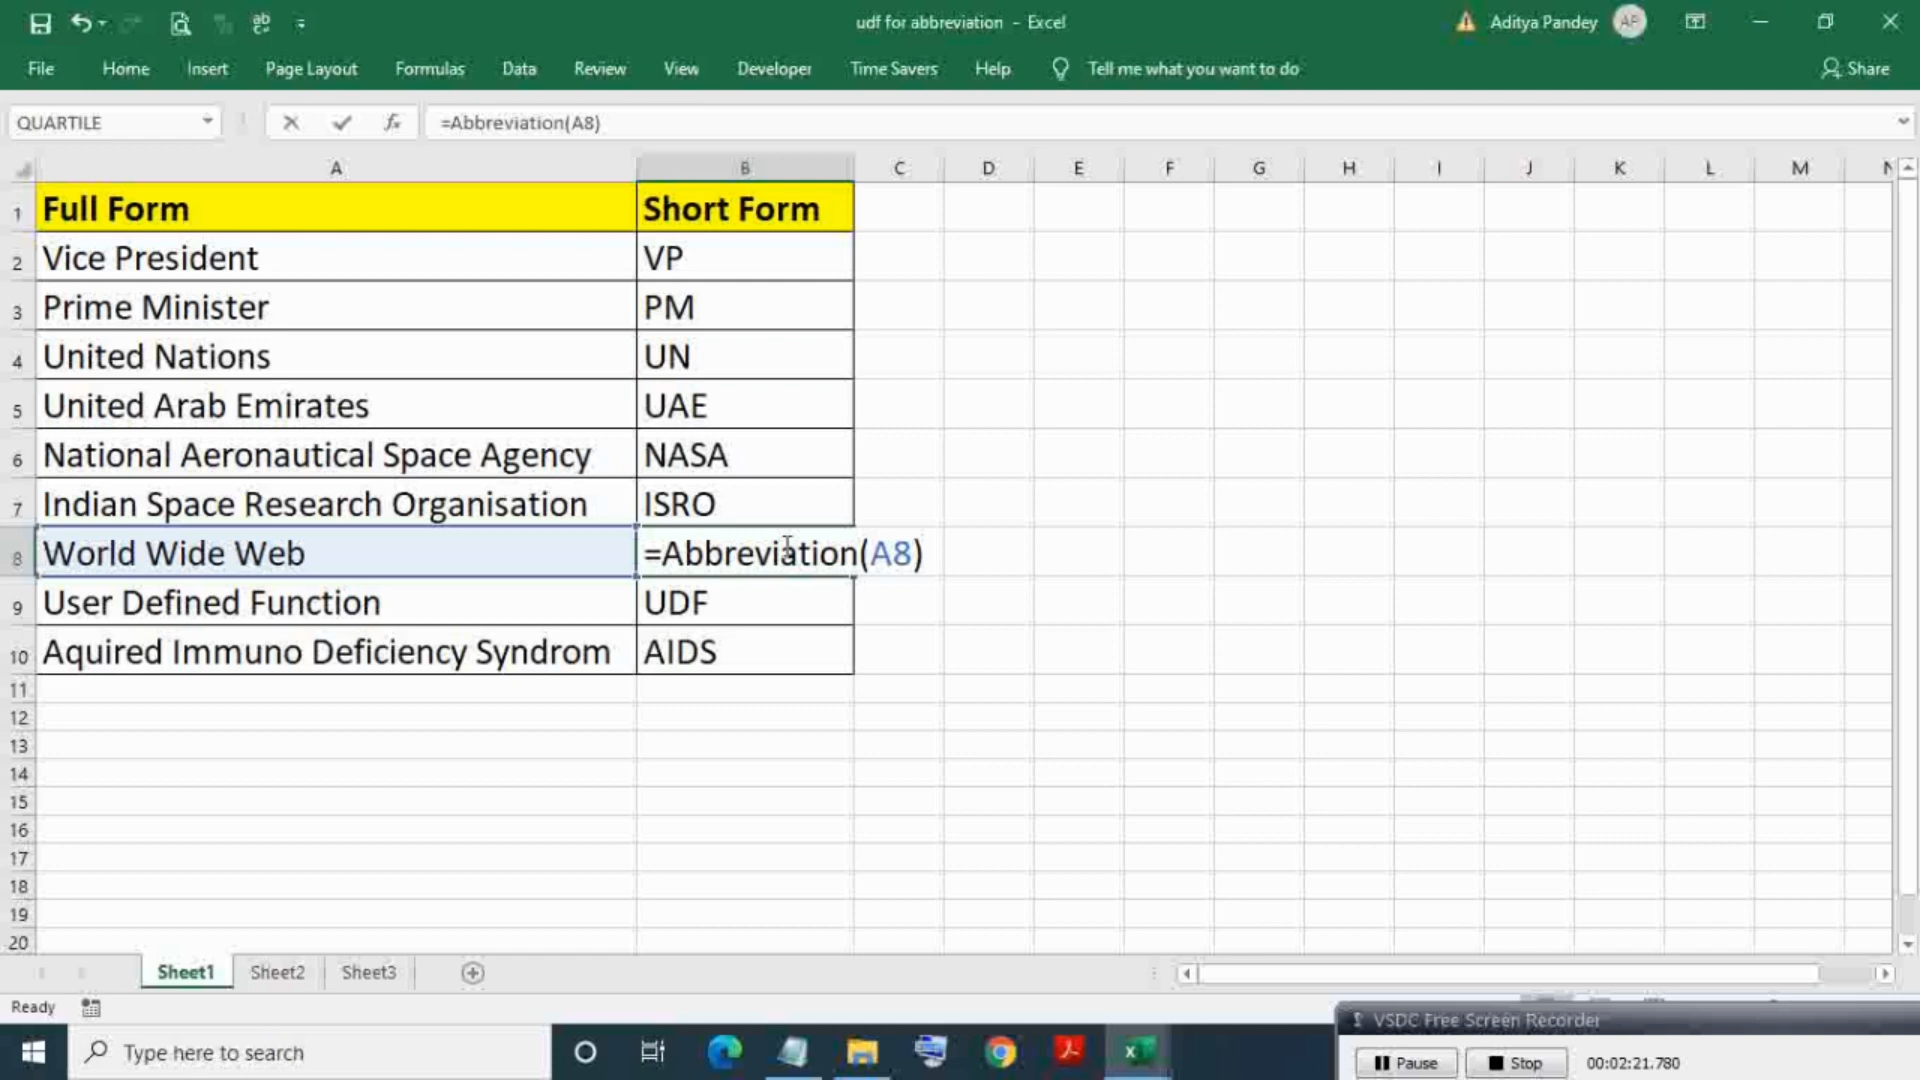 udf for abbreviation - Excel
Aditya Pandey AP
File Home Insert Page Layout Formulas Data Review View Developer Time Savers Help Tell me what you want to do Share
QUARTILE fx =Abbreviation(A8)
A B C D E F G H I J K L M N
1 Full Form Short Form
2 Vice President VP
3 Prime Minister PM
4 United Nations UN
5 United Arab Emirates UAE
6 National Aeronautical Space Agency NASA
7 Indian Space Research Organisation ISRO
8 World Wide Web =Abbreviation(A8)
9 User Defined Function UDF
10 Aquired Immuno Deficiency Syndrom AIDS
11
12
13
14
15
16
17
18
19
20
Sheet1 Sheet2 Sheet3
Ready
VSDC Free Screen Recorder
Type here to search
Pause Stop 00:02:21.780